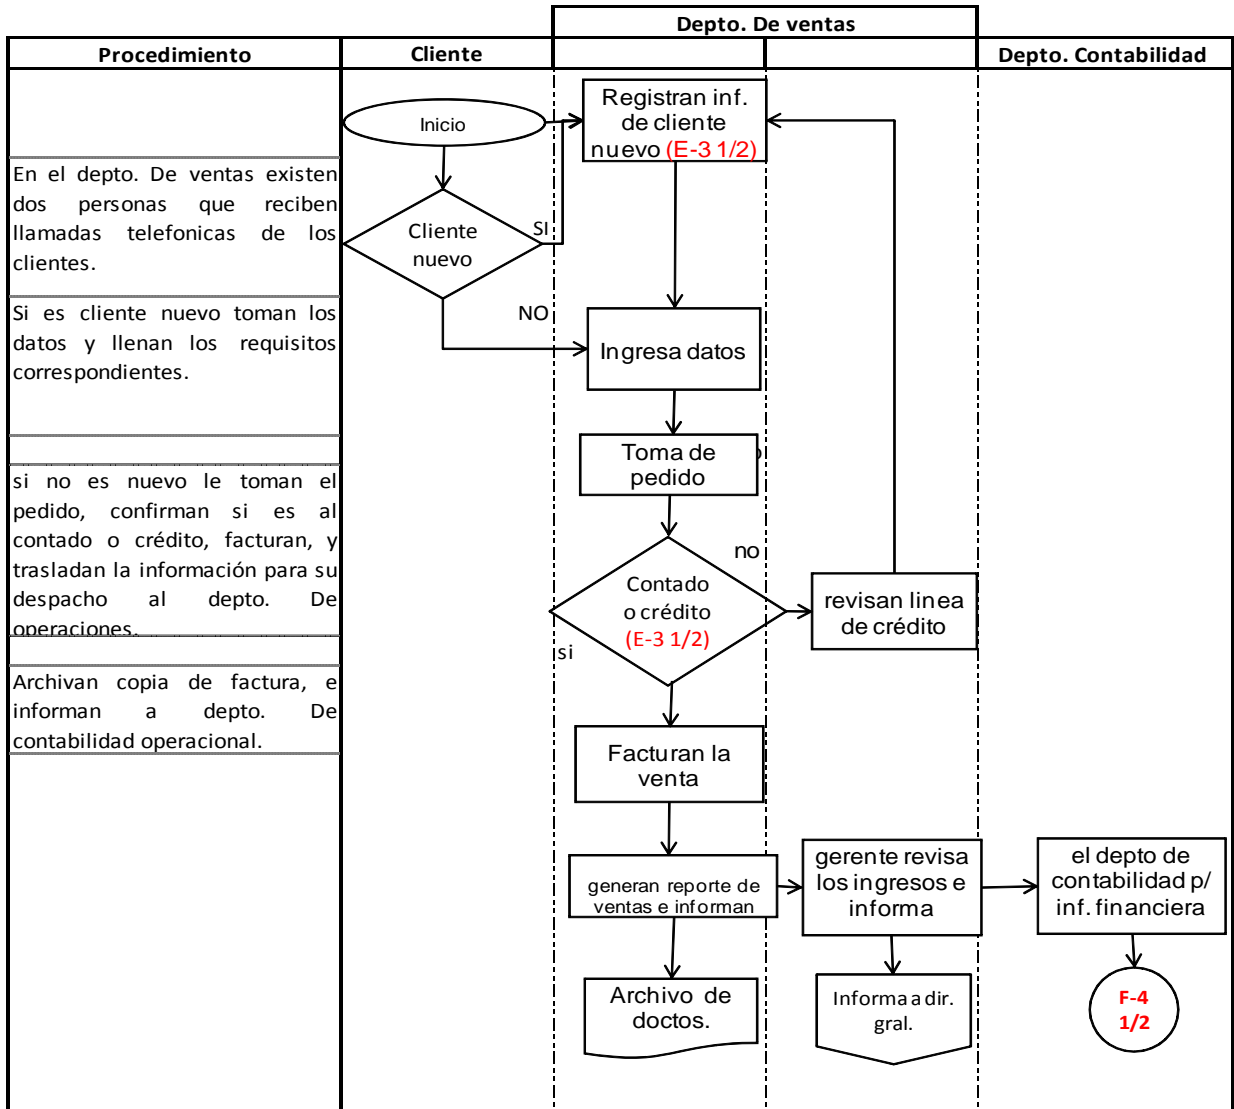 Depto. De ventas
Procedimiento
Cliente
Depto. Contabilidad
En el depto. De ventas existen
dos personas que reciben
llamadas telefonicas de los
clientes.
Si es cliente nuevo toman los
datos y llenan los requisitos
correspondientes.
si no es nuevo le toman el
pedido, confirman si es al
contado o crédito, facturan, y
trasladan la información para su
despacho al depto. De
operaciones.
Archivan copia de factura, e
informan a depto. De
contabilidad operacional.
Inicio
Cliente
nuevo
SI
NO
Registran inf.
de cliente
nuevo (E-3 1/2)
Ingresa datos
Toma de
pedido
Contado
o crédito
(E-3 1/2)
no
si
revisan linea
de crédito
Facturan la
venta
generan reporte de
ventas e informan
gerente revisa
los ingresos e
informa
el depto de
contabilidad p/
inf. financiera
Archivo de
doctos.
Informa a dir.
gral.
F-4
1/2